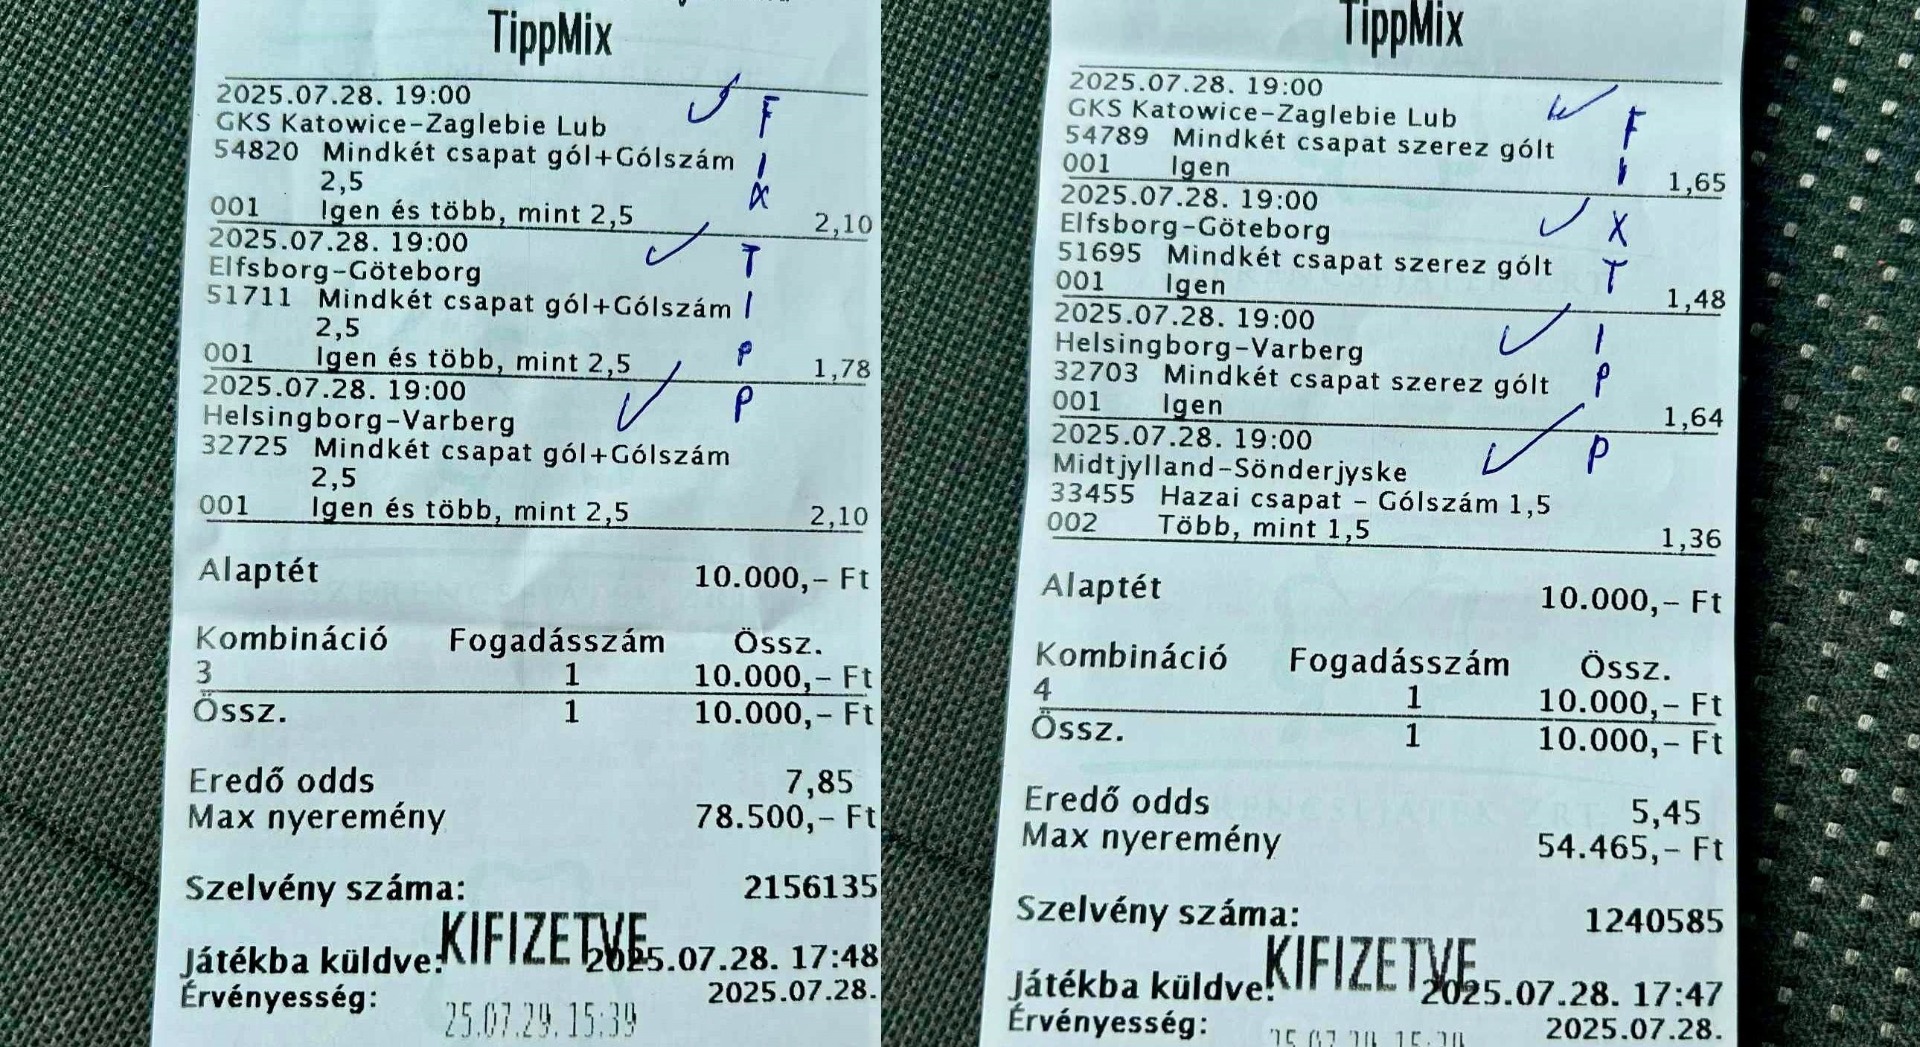 TippMix
2025.07.28. 19:00
GKS Katowice-Zaglebie Lub
54820 Mindkét csapat gól+Gólszám
2,5
001 Igen és több, mint 2,5 2,10
2025.07.28. 19:00
Elfsborg-Göteborg
51711 Mindkét csapat gól+Gólszám
2,5
001 Igen és több, mint 2,5 1,78
2025.07.28. 19:00
Helsingborg-Varberg
32725 Mindkét csapat gól+Gólszám
2,5
001 Igen és több, mint 2,5 2,10
F
I
X
T
I
P
P
Alaptét 10.000,- Ft
Kombináció Fogadásszám Össz.
3 1 10.000,- Ft
Össz. 1 10.000,- Ft
Eredő odds 7,85
Max nyeremény 78.500,- Ft
Szelvény száma: 2156135
KIFIZETVE
Játékba küldve: 2025.07.28. 17:48
Érvényesség: 2025.07.28.
25.07.29. 15:39
TippMix
2025.07.28. 19:00
GKS Katowice-Zaglebie Lub
54789 Mindkét csapat szerez gólt
001 Igen 1,65
2025.07.28. 19:00
Elfsborg-Göteborg
51695 Mindkét csapat szerez gólt
001 Igen 1,48
2025.07.28. 19:00
Helsingborg-Varberg
32703 Mindkét csapat szerez gólt
001 Igen 1,64
2025.07.28. 19:00
Midtjylland-Sönderjyske
33455 Hazai csapat - Gólszám 1,5
002 Több, mint 1,5 1,36
F
I
X
T
I
P
P
Alaptét 10.000,- Ft
Kombináció Fogadásszám Össz.
4 1 10.000,- Ft
Össz. 1 10.000,- Ft
Eredő odds 5,45
Max nyeremény 54.465,- Ft
Szelvény száma: 1240585
KIFIZETVE
Játékba küldve: 2025.07.28. 17:47
Érvényesség: 2025.07.28.